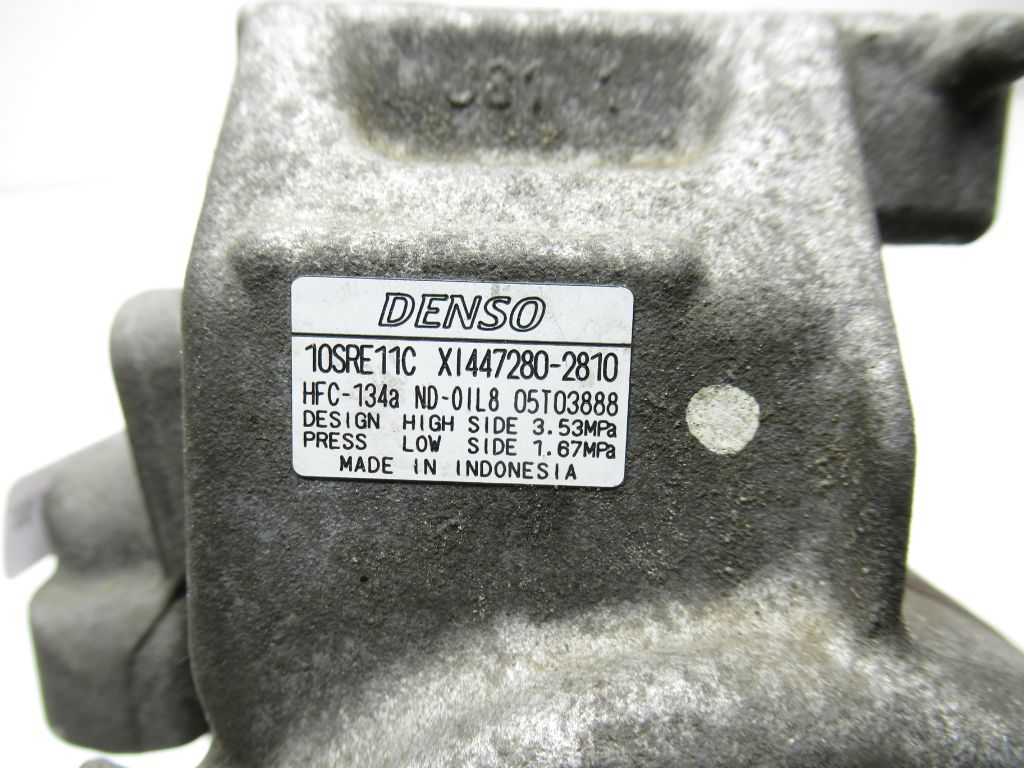 DENSO
10SRE11C XI447280-2810
HFC-134a ND-OIL8 05T03888
DESIGN HIGH SIDE 3.53MPa
PRESS LOW SIDE 1.67MPa
MADE IN INDONESIA